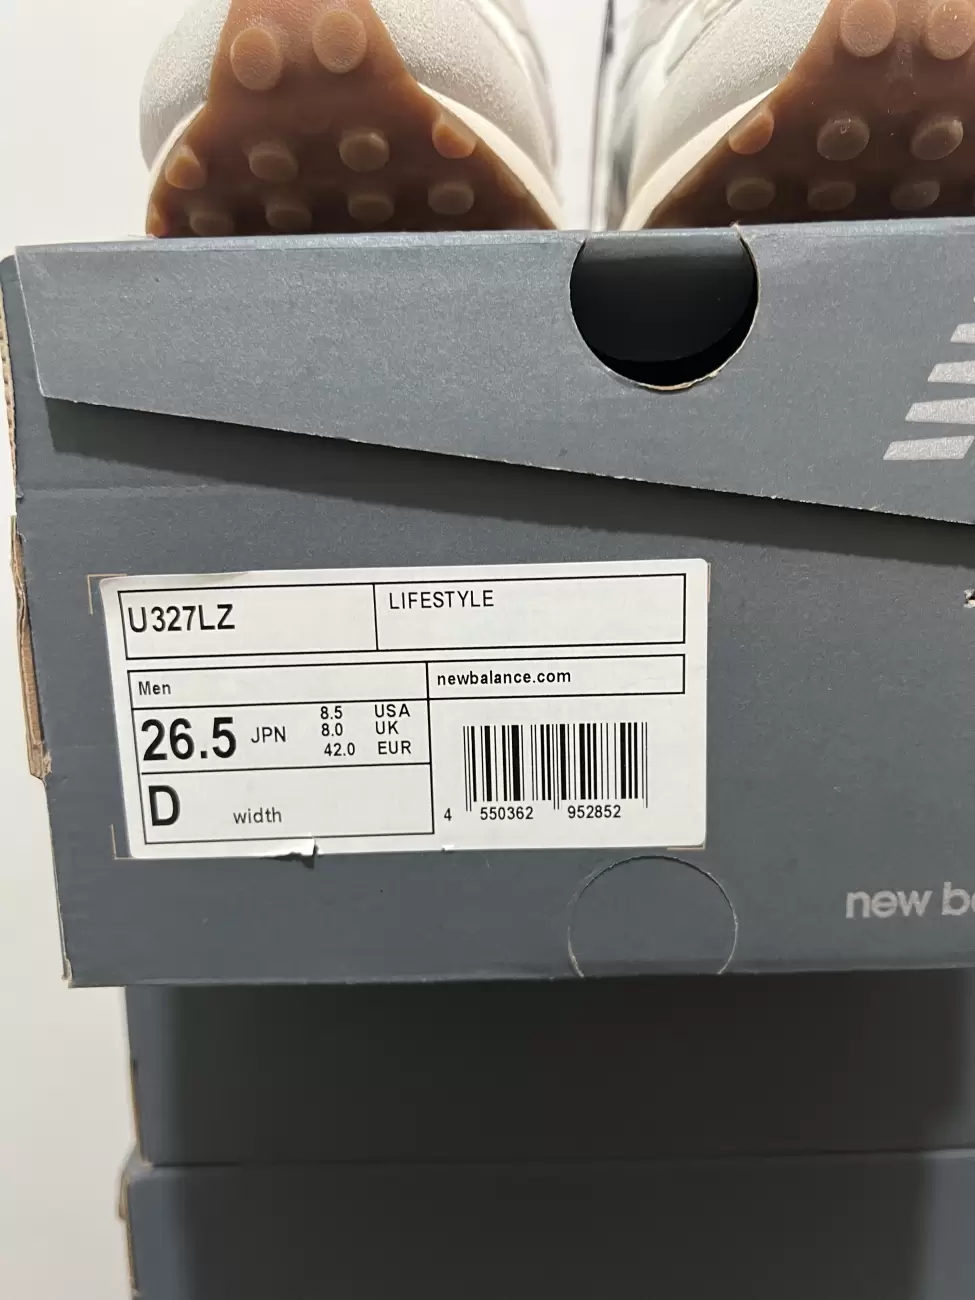 U327LZ
LIFESTYLE
Men
newbalance.com
26.5 JPN
8.5 USA
8.0 UK
42.0 EUR
D width
4 550362 952852
new